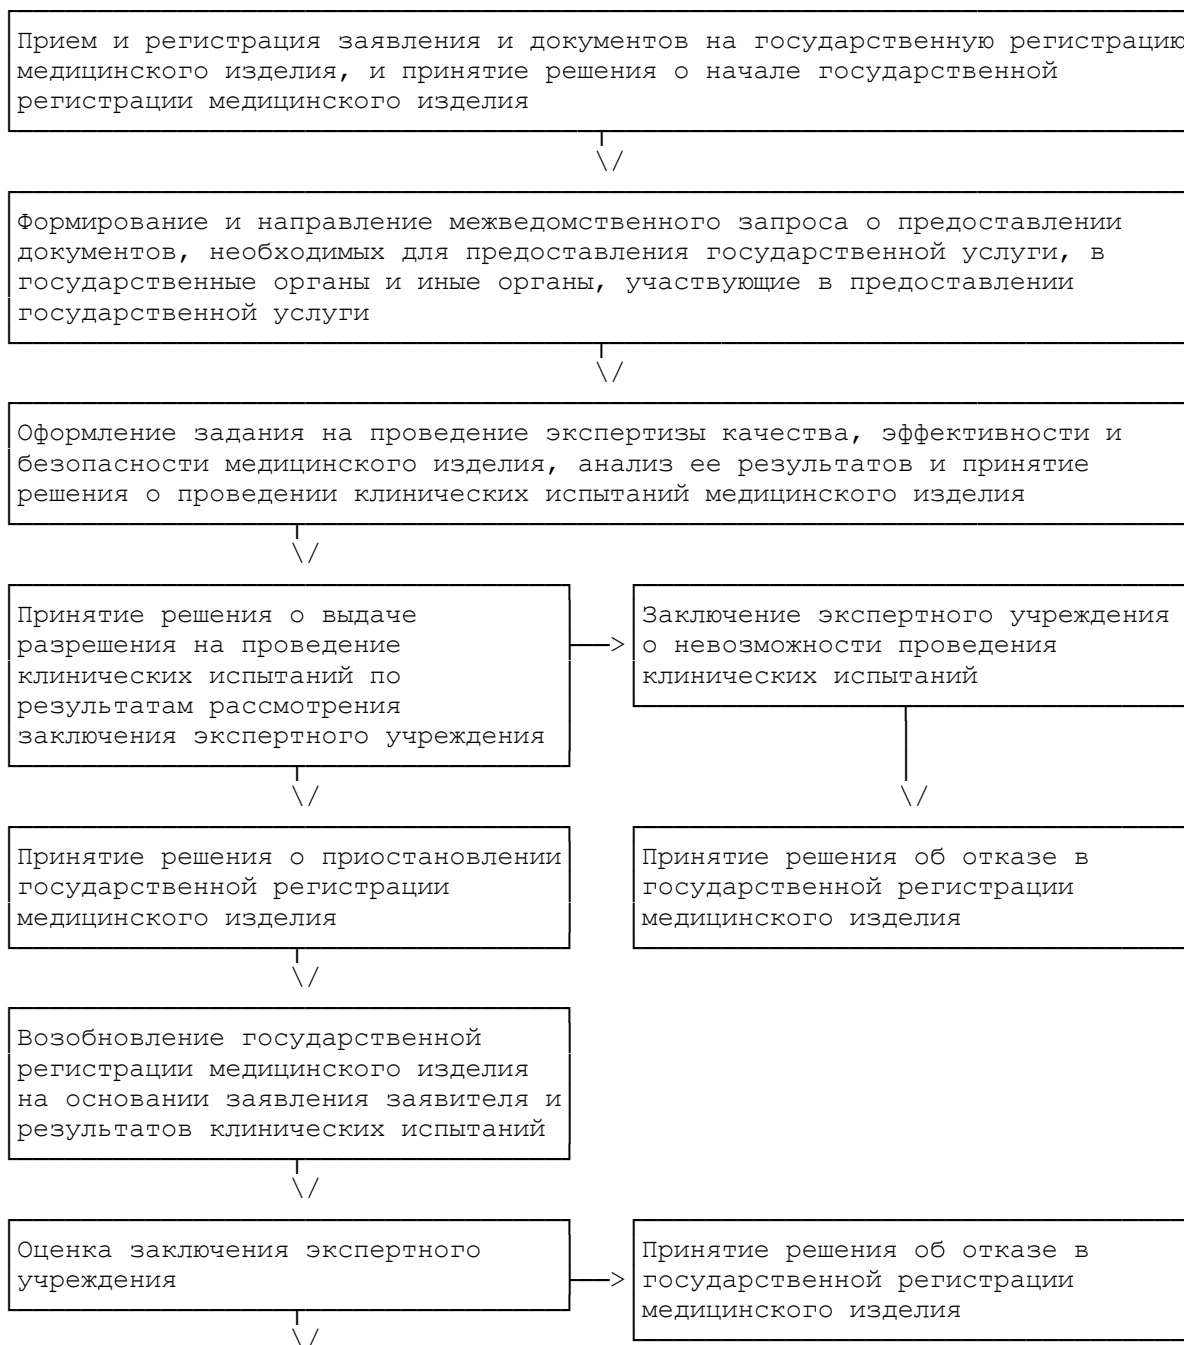 Прием и регистрация заявления и документов на государственную регистрацию
медицинского изделия, и принятие решения о начале государственной
регистрации медицинского изделия
Формирование и направление межведомственного запроса о предоставлении
документов, необходимых для предоставления государственной услуги, в
государственные органы и иные органы, участвующие в предоставлении
государственной услуги
Оформление задания на проведение экспертизы качества, эффективности и
безопасности медицинского изделия, анализ ее результатов и принятие
решения о проведении клинических испытаний медицинского изделия
Принятие решения о выдаче
разрешения на проведение
клинических испытаний по
результатам рассмотрения
заключения экспертного учреждения
Заключение экспертного учреждения
о невозможности проведения
клинических испытаний
Принятие решения о приостановлении
государственной регистрации
медицинского изделия
Принятие решения об отказе в
государственной регистрации
медицинского изделия
Возобновление государственной
регистрации медицинского изделия
на основании заявления заявителя и
результатов клинических испытаний
Оценка заключения экспертного
учреждения
Принятие решения об отказе в
государственной регистрации
медицинского изделия